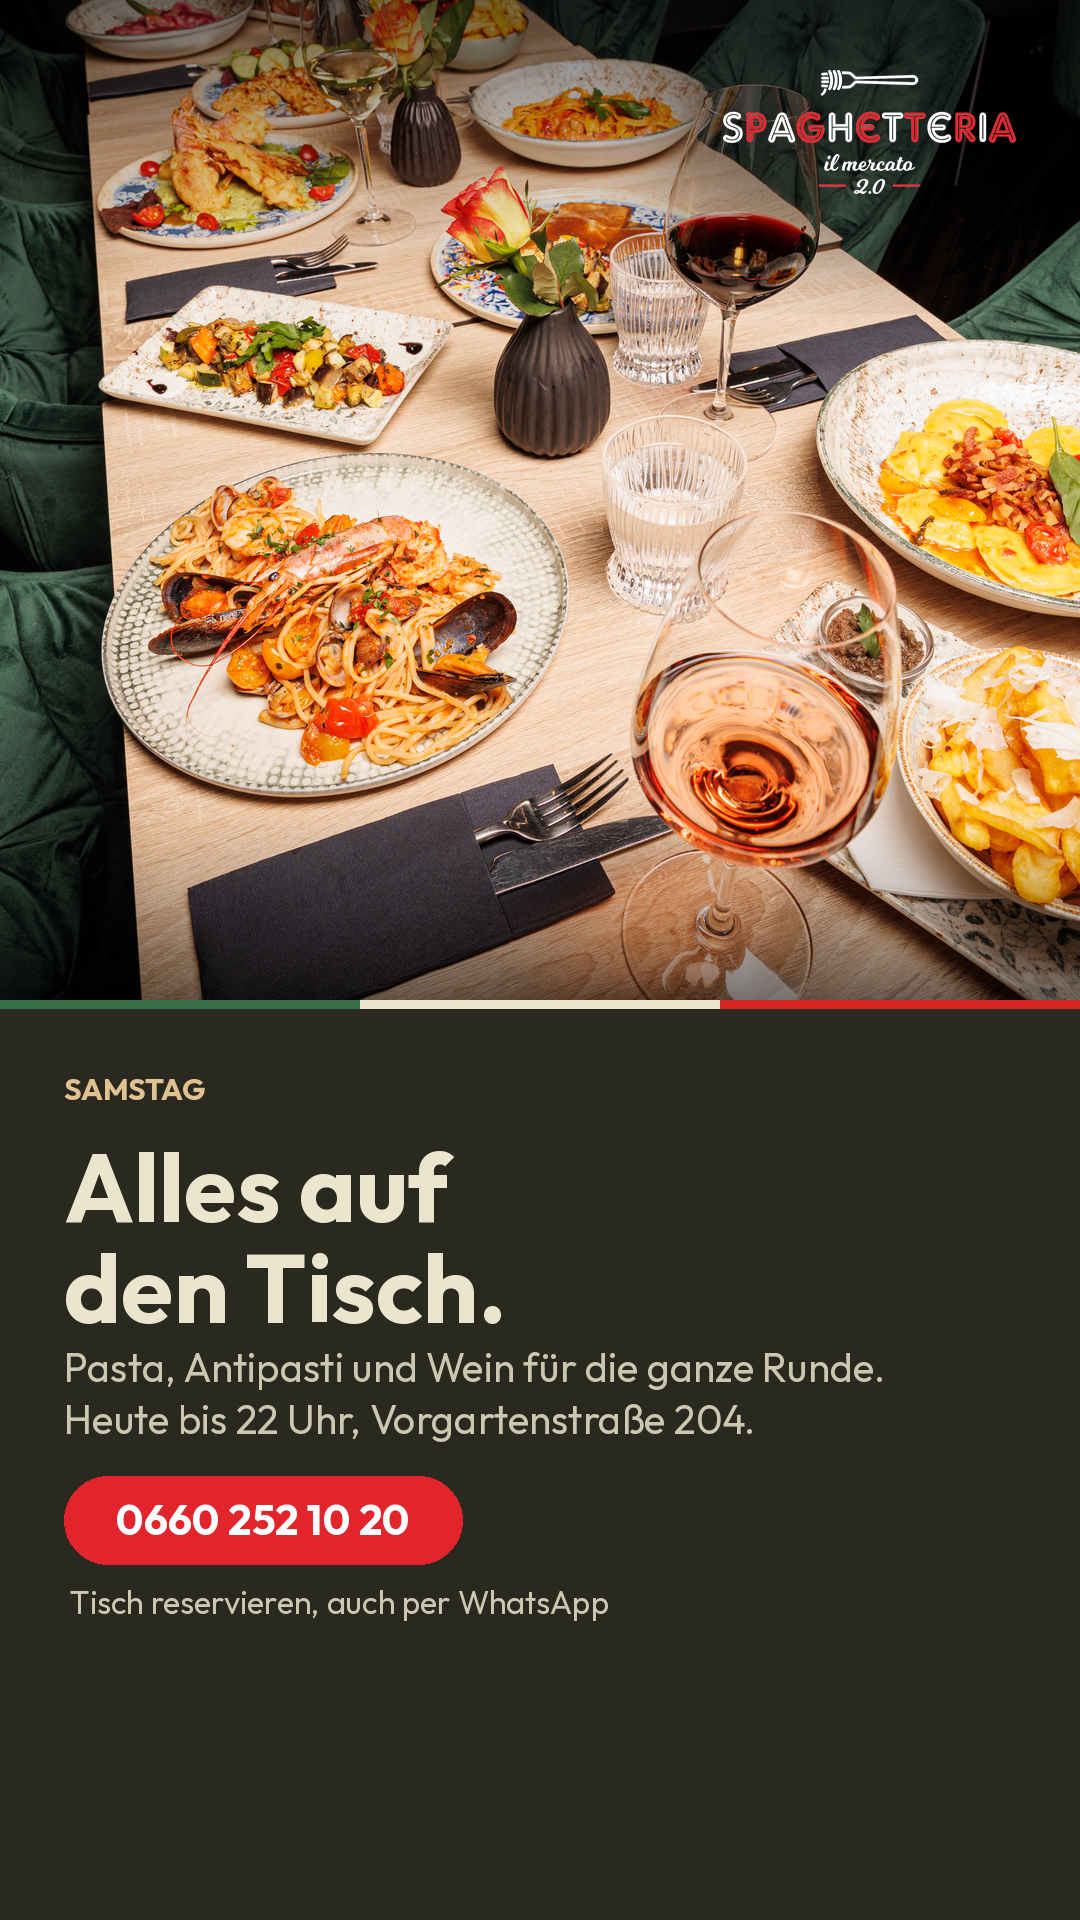 SPAGHETTERIA
il mercato
2.0
SAMSTAG
Alles auf
den Tisch.
Pasta, Antipasti und Wein für die ganze Runde.
Heute bis 22 Uhr, Vorgartenstraße 204.
0660 252 10 20
Tisch reservieren, auch per WhatsApp